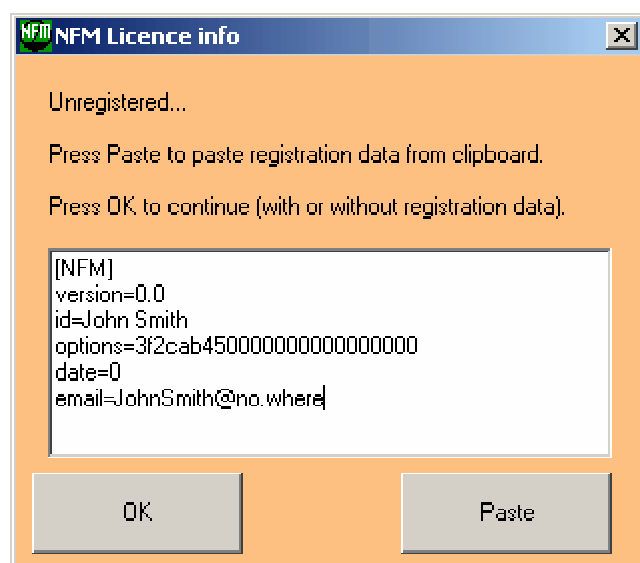 NFM NFM Licence info
Unregistered...
Press Paste to paste registration data from clipboard.
Press OK to continue (with or without registration data).
[NFM]
version=0.0
id=John Smith
options=3f2cab450000000000000000
date=0
email=JohnSmith@no.where
OK Paste